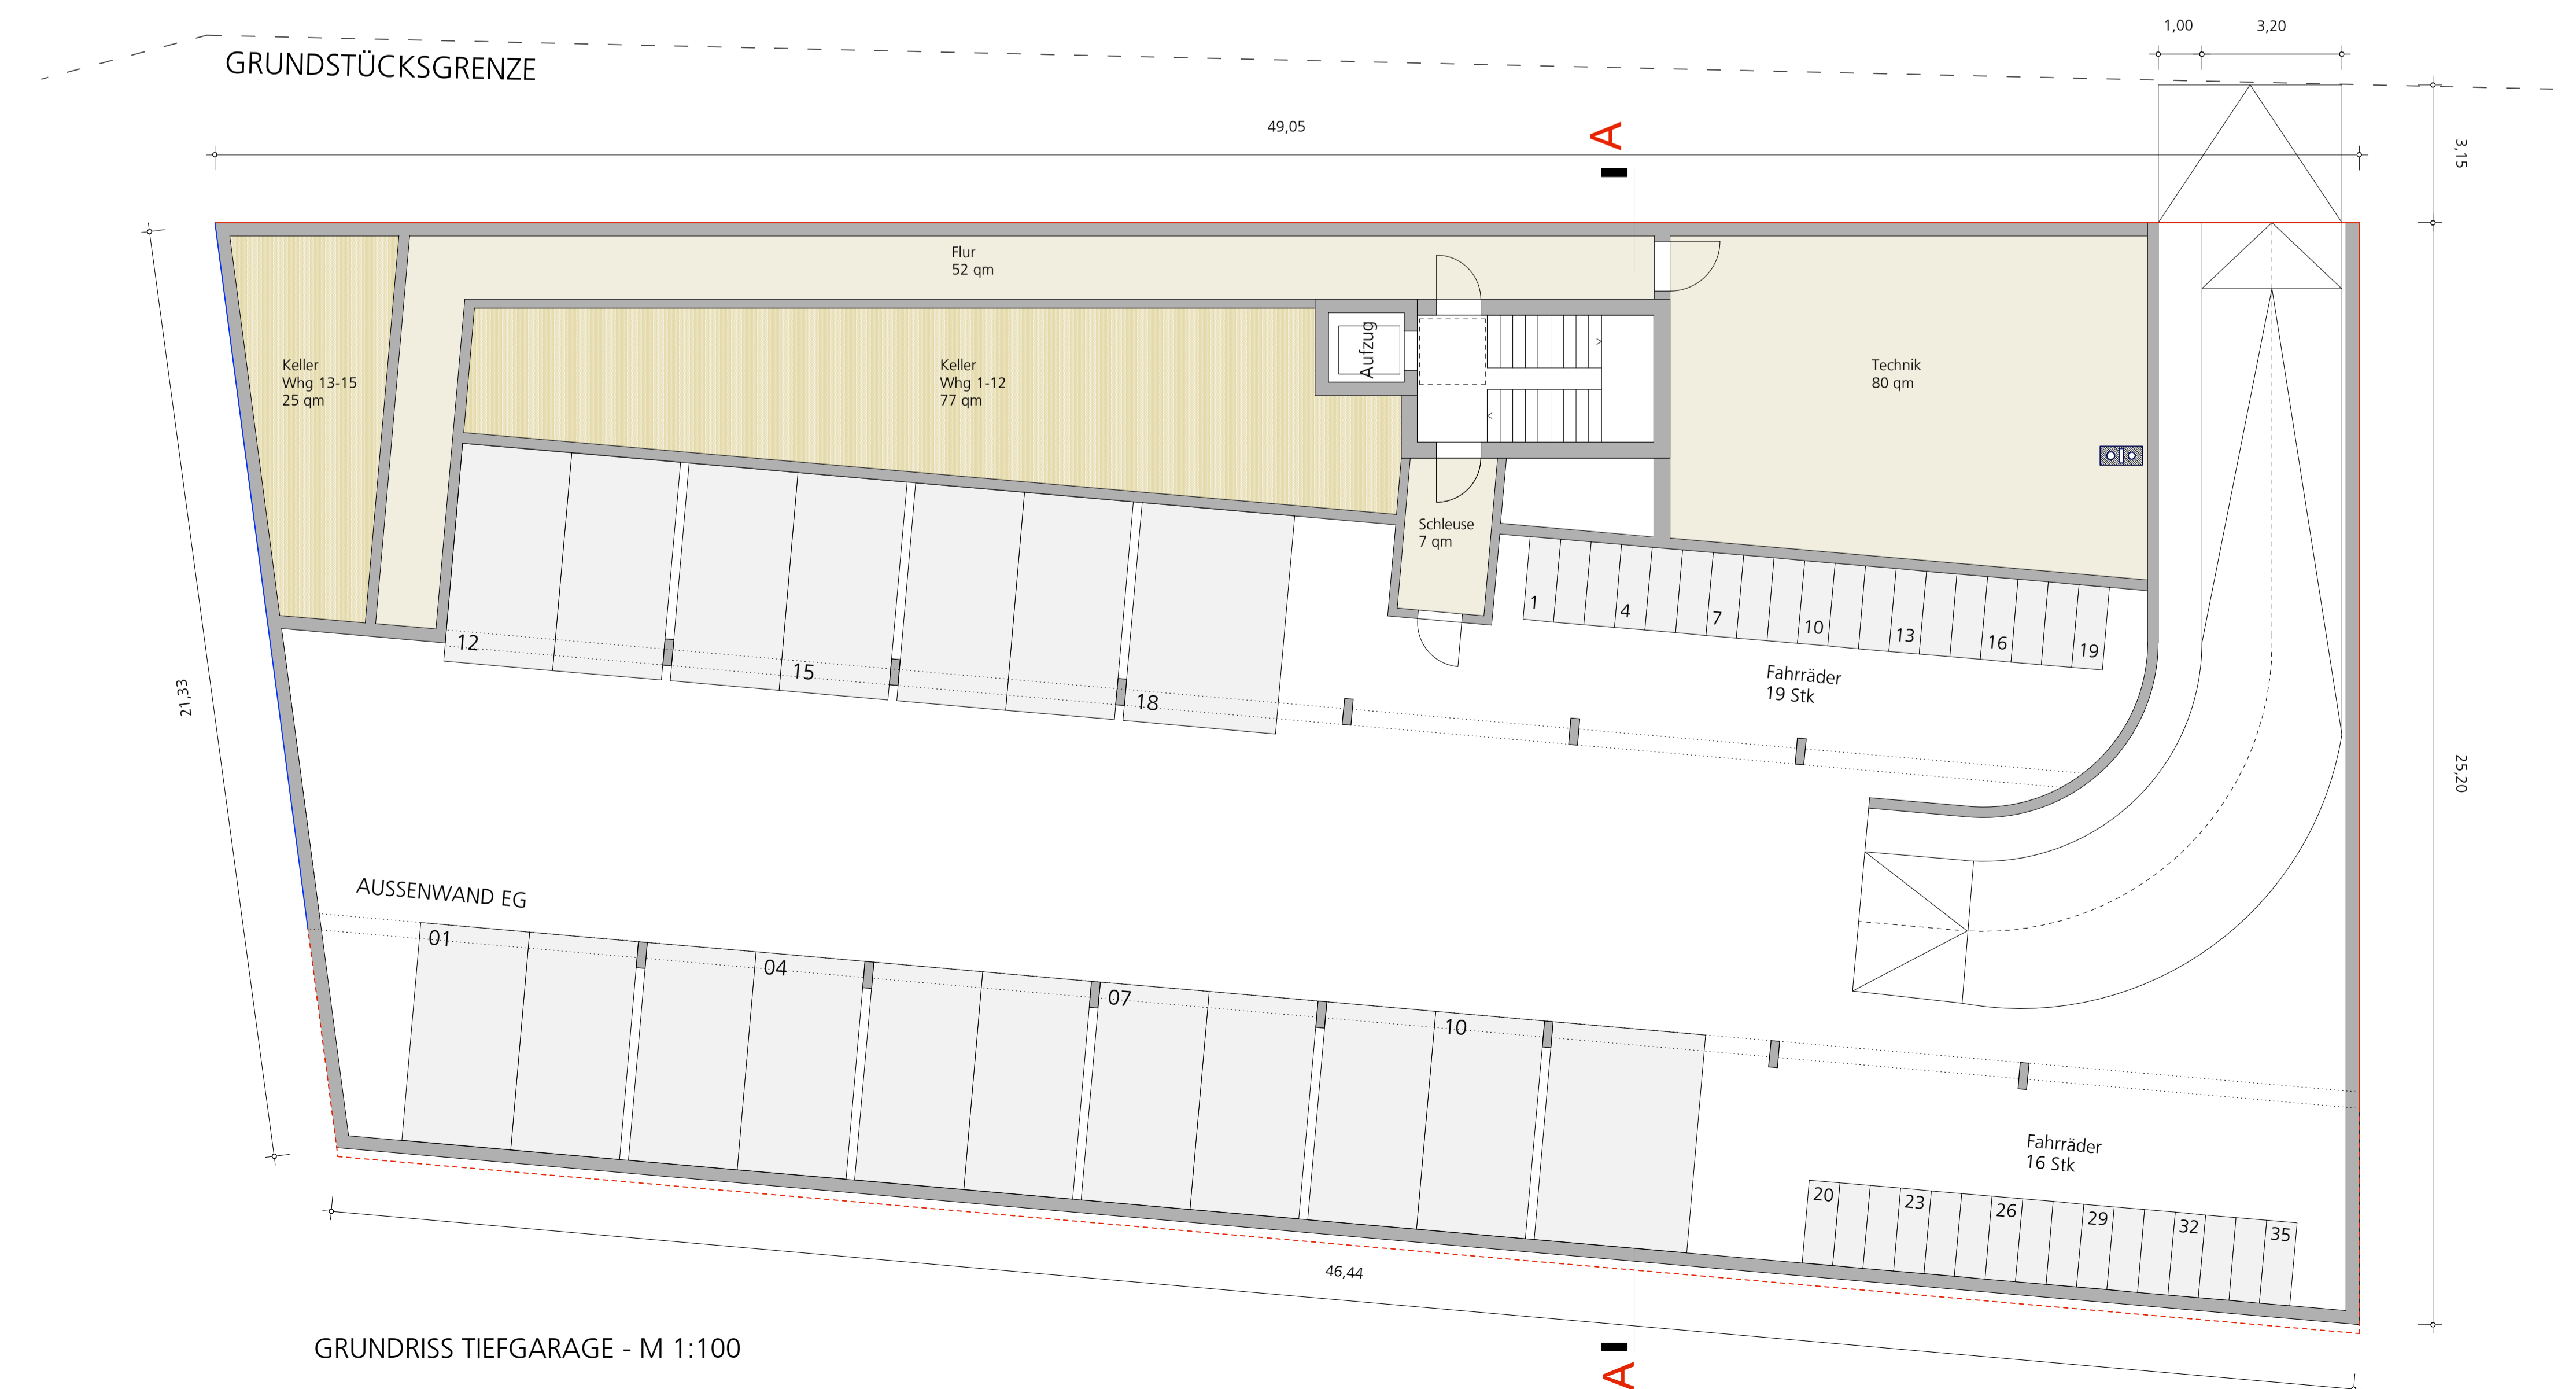 1,00
3,20
GRUNDSTÜCKSGRENZE
49,05
A
3,15
Flur
52 qm
Keller
Whg 13-15
25 qm
Keller
Whg 1-12
77 qm
Aufzug
Technik
80 qm
Schleuse
7 qm
1
4
7
10
13
16
19
12
15
18
Fahrräder
19 Stk
21,33
25,20
AUSSENWAND EG
01
04
07
10
Fahrräder
16 Stk
20
23
26
29
32
35
46,44
GRUNDRISS TIEFGARAGE - M 1:100
A